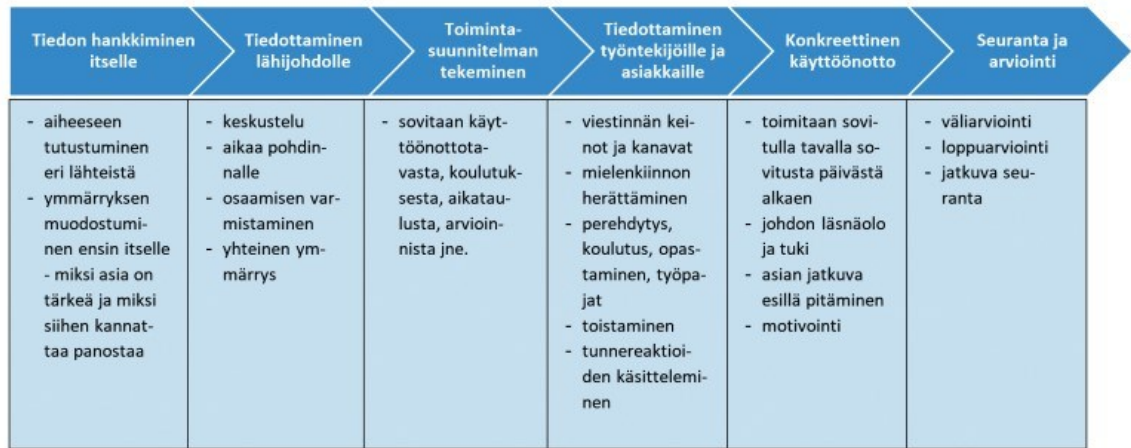 Tiedon hankkiminen
itselle
Tiedottaminen
lähijohdolle
Toiminta-
suunnitelman
tekeminen
Tiedottaminen
työntekijöille ja
asiakkaille
Konkreettinen
käyttöönotto
Seuranta ja
arviointi
- aiheeseen
tutustuminen
eri lähteistä
- ymmärryksen
muodostumi-
nen ensin itselle
- miksi asia on
tärkeä ja miksi
siihen kannat-
taa panostaa
- keskustelu
- aikaa pohdin-
nalle
- osaamisen var-
mistaminen
- yhteinen ym-
märrys
- sovitaan käyt-
töönottota-
vasta, koulutuk-
sesta, aikatau-
lusta, arvioin-
nista jne.
- viestinnän kei-
not ja kanavat
- mielenkiinnon
herättäminen
- perehdytys,
koulutus, opas-
taminen, työpa-
jat
- toistaminen
- tunnereaktioi-
den käsittelemi-
nen
- toimitaan sovi-
tulla tavalla so-
vitusta päivästä
alkaen
- johdon läsnäolo
ja tuki
- asian jatkuva
esillä pitäminen
- motivointi
- väliarviointi
- loppuarviointi
- jatkuva seu-
ranta